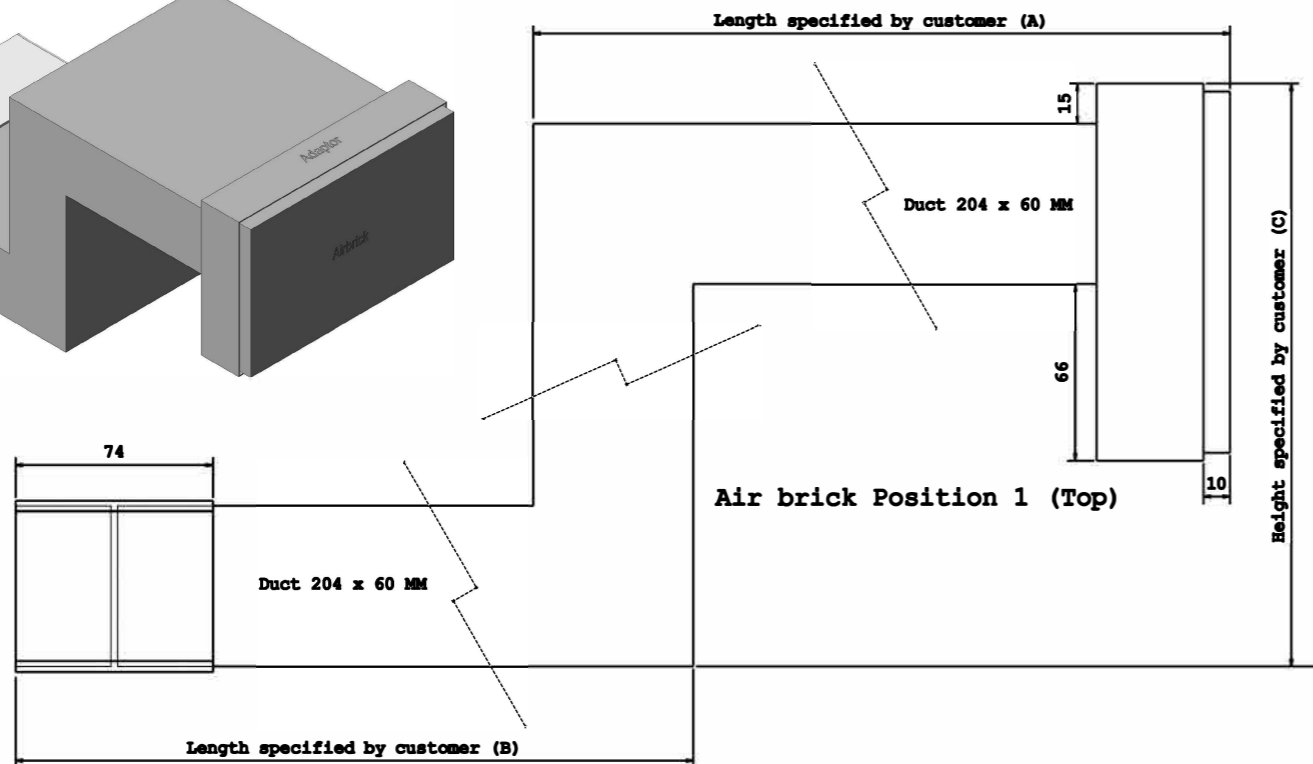 Length specified by customer (A)
15
Adaptor
Airbrick
Duct 204 x 60 MM
Height specified by customer (C)
66
74
10
Air brick Position 1 (Top)
Duct 204 x 60 MM
Length specified by customer (B)